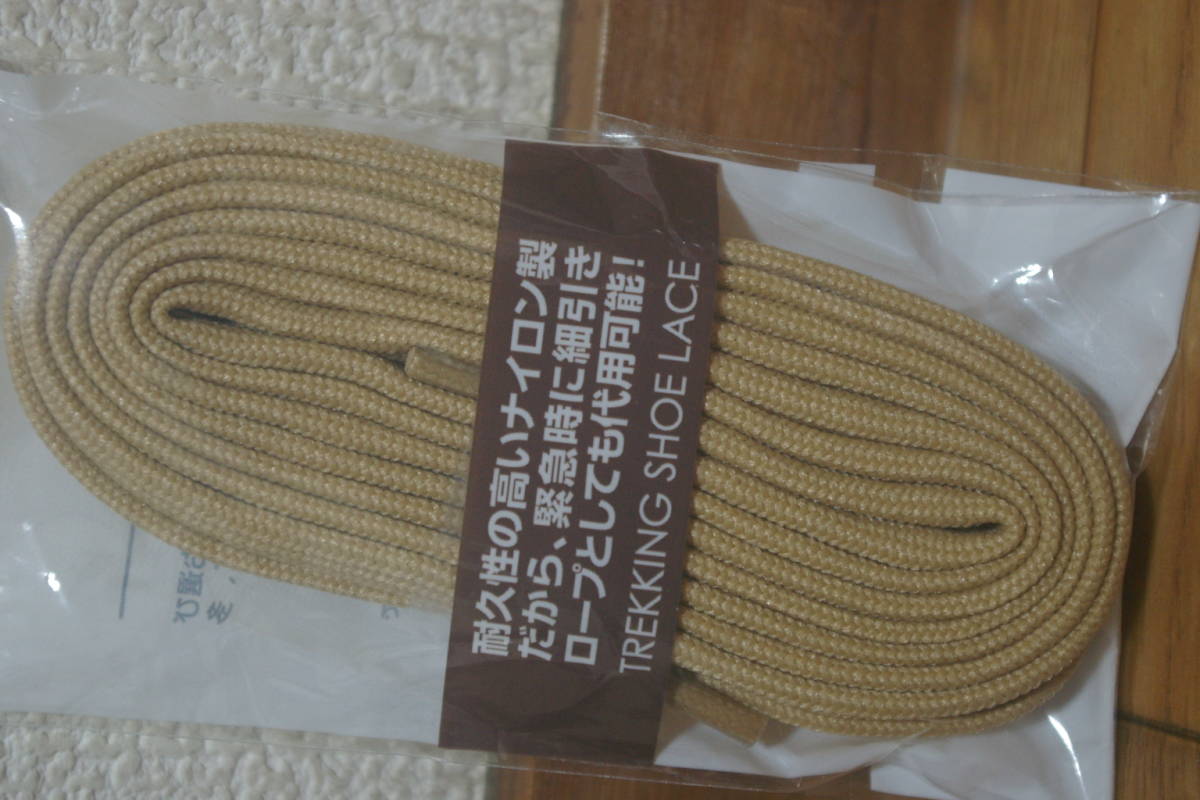 耐久性の高いナイロン製
だから、緊急時に細引き
ロープとしても代用可能!
TREKKING SHOE LACE